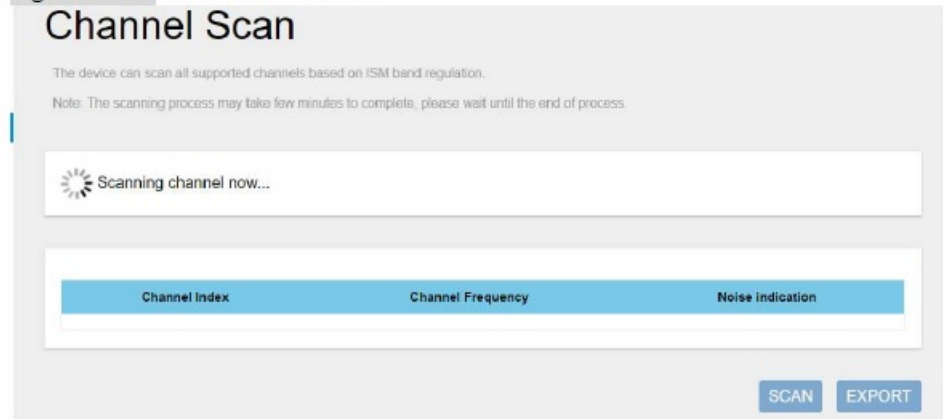 Channel Scan
The device can scan all supported channels based on ISM band regulation.
Note: The scanning process may take few minutes to complete, please wait until the end of process.
Scanning channel now...
Channel Index Channel Frequency Noise indication
SCAN EXPORT